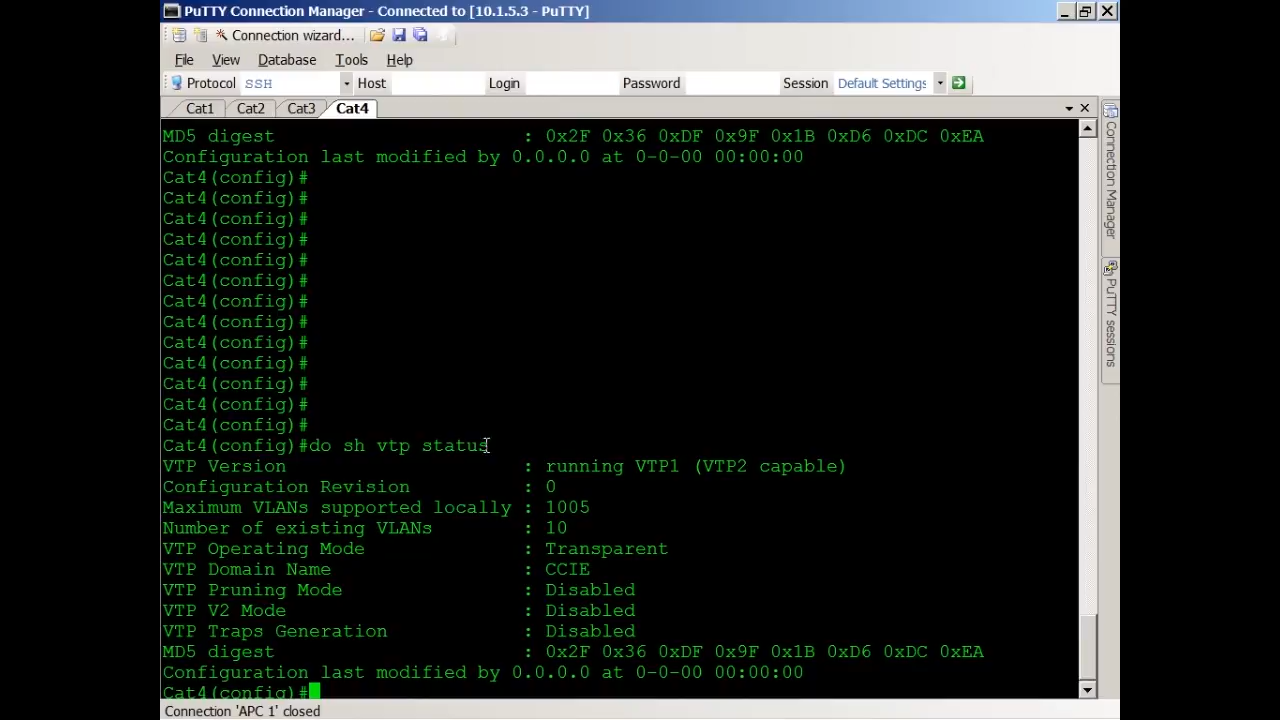 PuTTY Connection Manager - Connected to [10.1.5.3 - PuTTY]
Connection wizard...
File View Database Tools Help
Protocol SSH Host Login Password Session Default Settings
Cat1 Cat2 Cat3 Cat4
MD5 digest : 0x2F 0x36 0xDF 0x9F 0x1B 0xD6 0xDC 0xEA
Configuration last modified by 0.0.0.0 at 0-0-00 00:00:00
Cat4(config)#
Cat4(config)#
Cat4(config)#
Cat4(config)#
Cat4(config)#
Cat4(config)#
Cat4(config)#
Cat4(config)#
Cat4(config)#
Cat4(config)#
Cat4(config)#
Cat4(config)#
Cat4(config)#
Cat4(config)#do sh vtp status
VTP Version : running VTP1 (VTP2 capable)
Configuration Revision : 0
Maximum VLANs supported locally : 1005
Number of existing VLANs : 10
VTP Operating Mode : Transparent
VTP Domain Name : CCIE
VTP Pruning Mode : Disabled
VTP V2 Mode : Disabled
VTP Traps Generation : Disabled
MD5 digest : 0x2F 0x36 0xDF 0x9F 0x1B 0xD6 0xDC 0xEA
Configuration last modified by 0.0.0.0 at 0-0-00 00:00:00
Cat4(config)#
Connection 'APC 1' closed
Connection Manager
PuTTY sessions